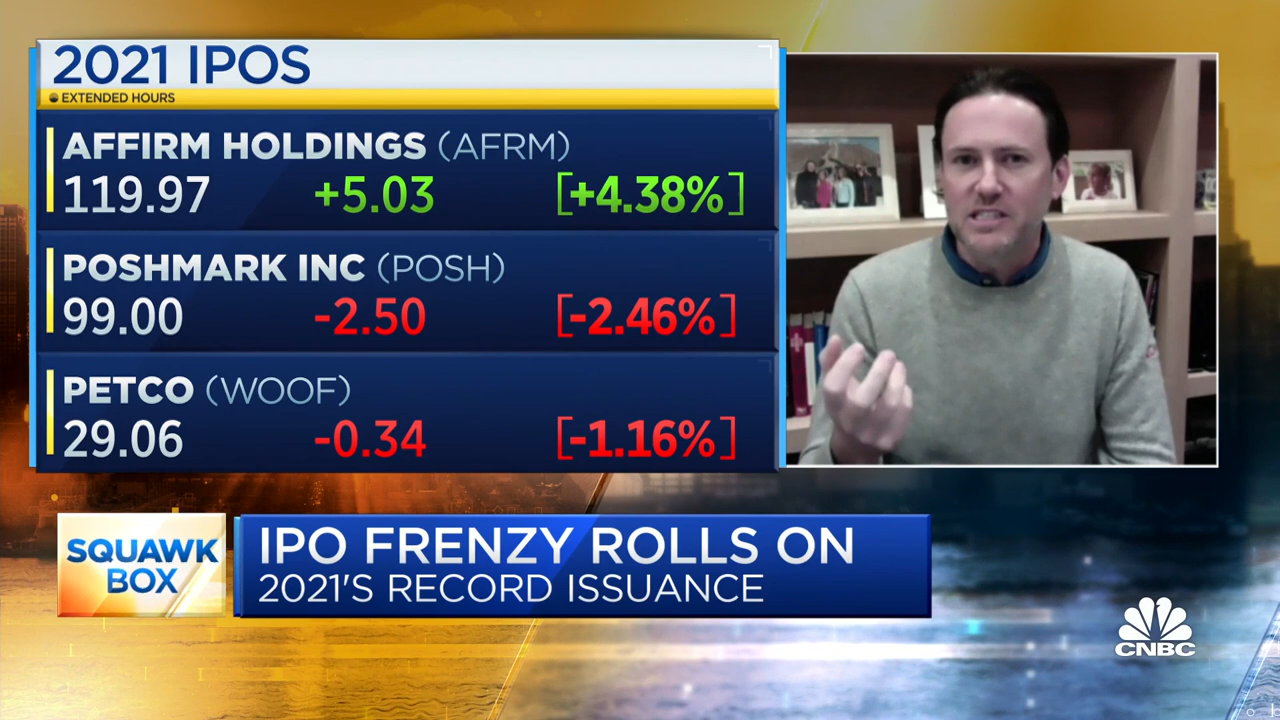 2021 IPOS
EXTENDED HOURS
AFFIRM HOLDINGS (AFRM)
119.97 +5.03 [+4.38%]
POSHMARK INC (POSH)
99.00 -2.50 [-2.46%]
PETCO (WOOF)
29.06 -0.34 [-1.16%]
SQUAWK
BOX
IPO FRENZY ROLLS ON
2021'S RECORD ISSUANCE
CNBC